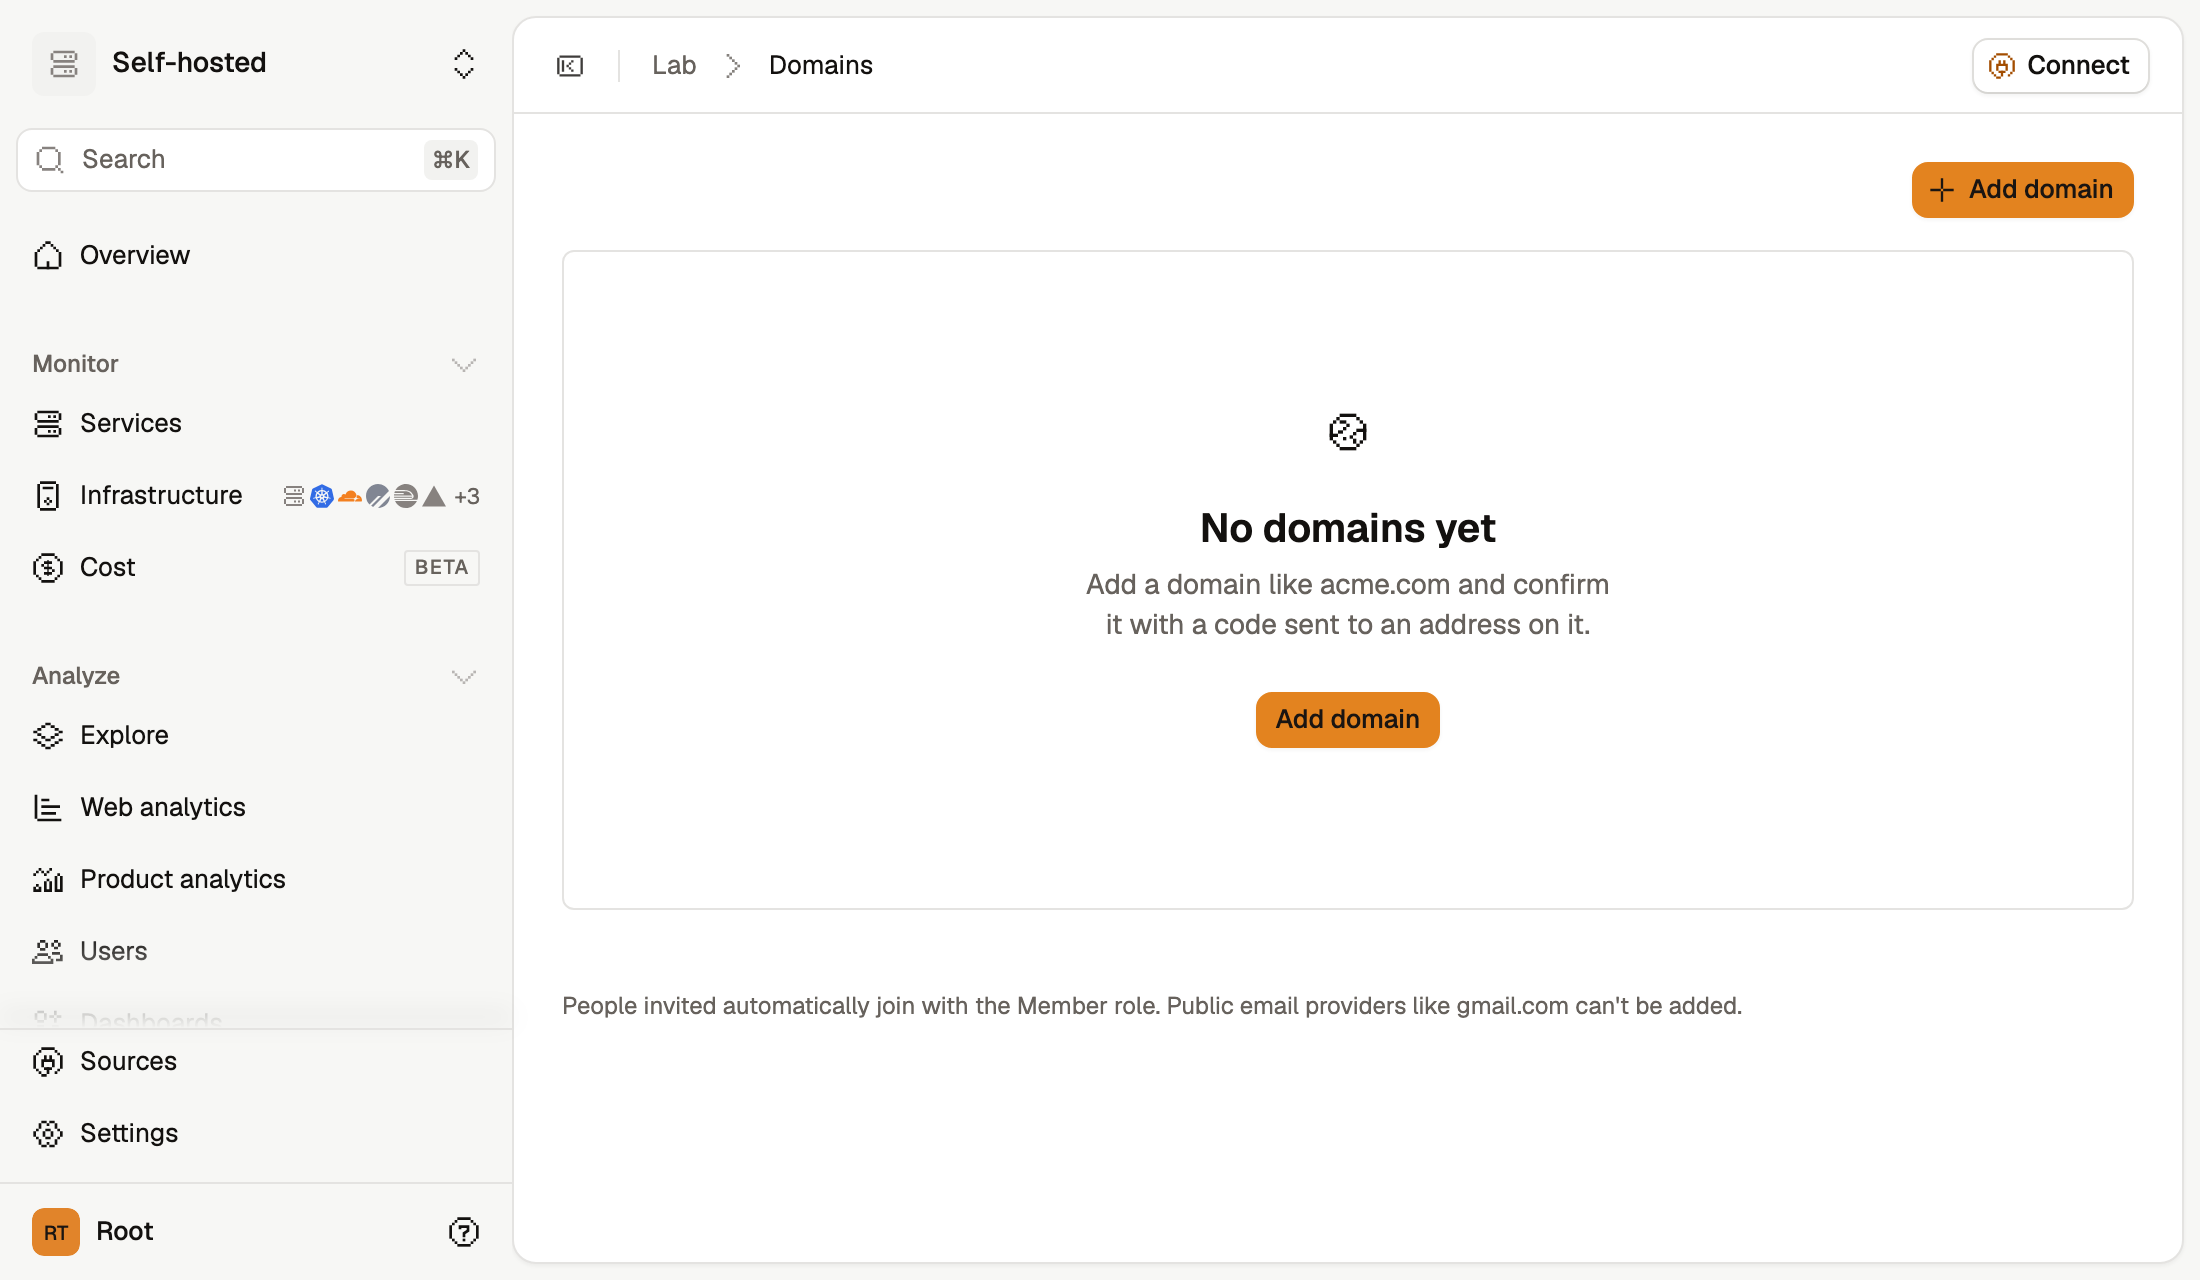 Self-hosted
Search
⌘K
Overview
Monitor
Services
Infrastructure
+3
Cost
BETA
Analyze
Explore
Web analytics
Product analytics
Users
Dashboards
Sources
Settings
RT
Root
Lab
Domains
Connect
Add domain
No domains yet
Add a domain like acme.com and confirm
it with a code sent to an address on it.
Add domain
People invited automatically join with the Member role. Public email providers like gmail.com can't be added.